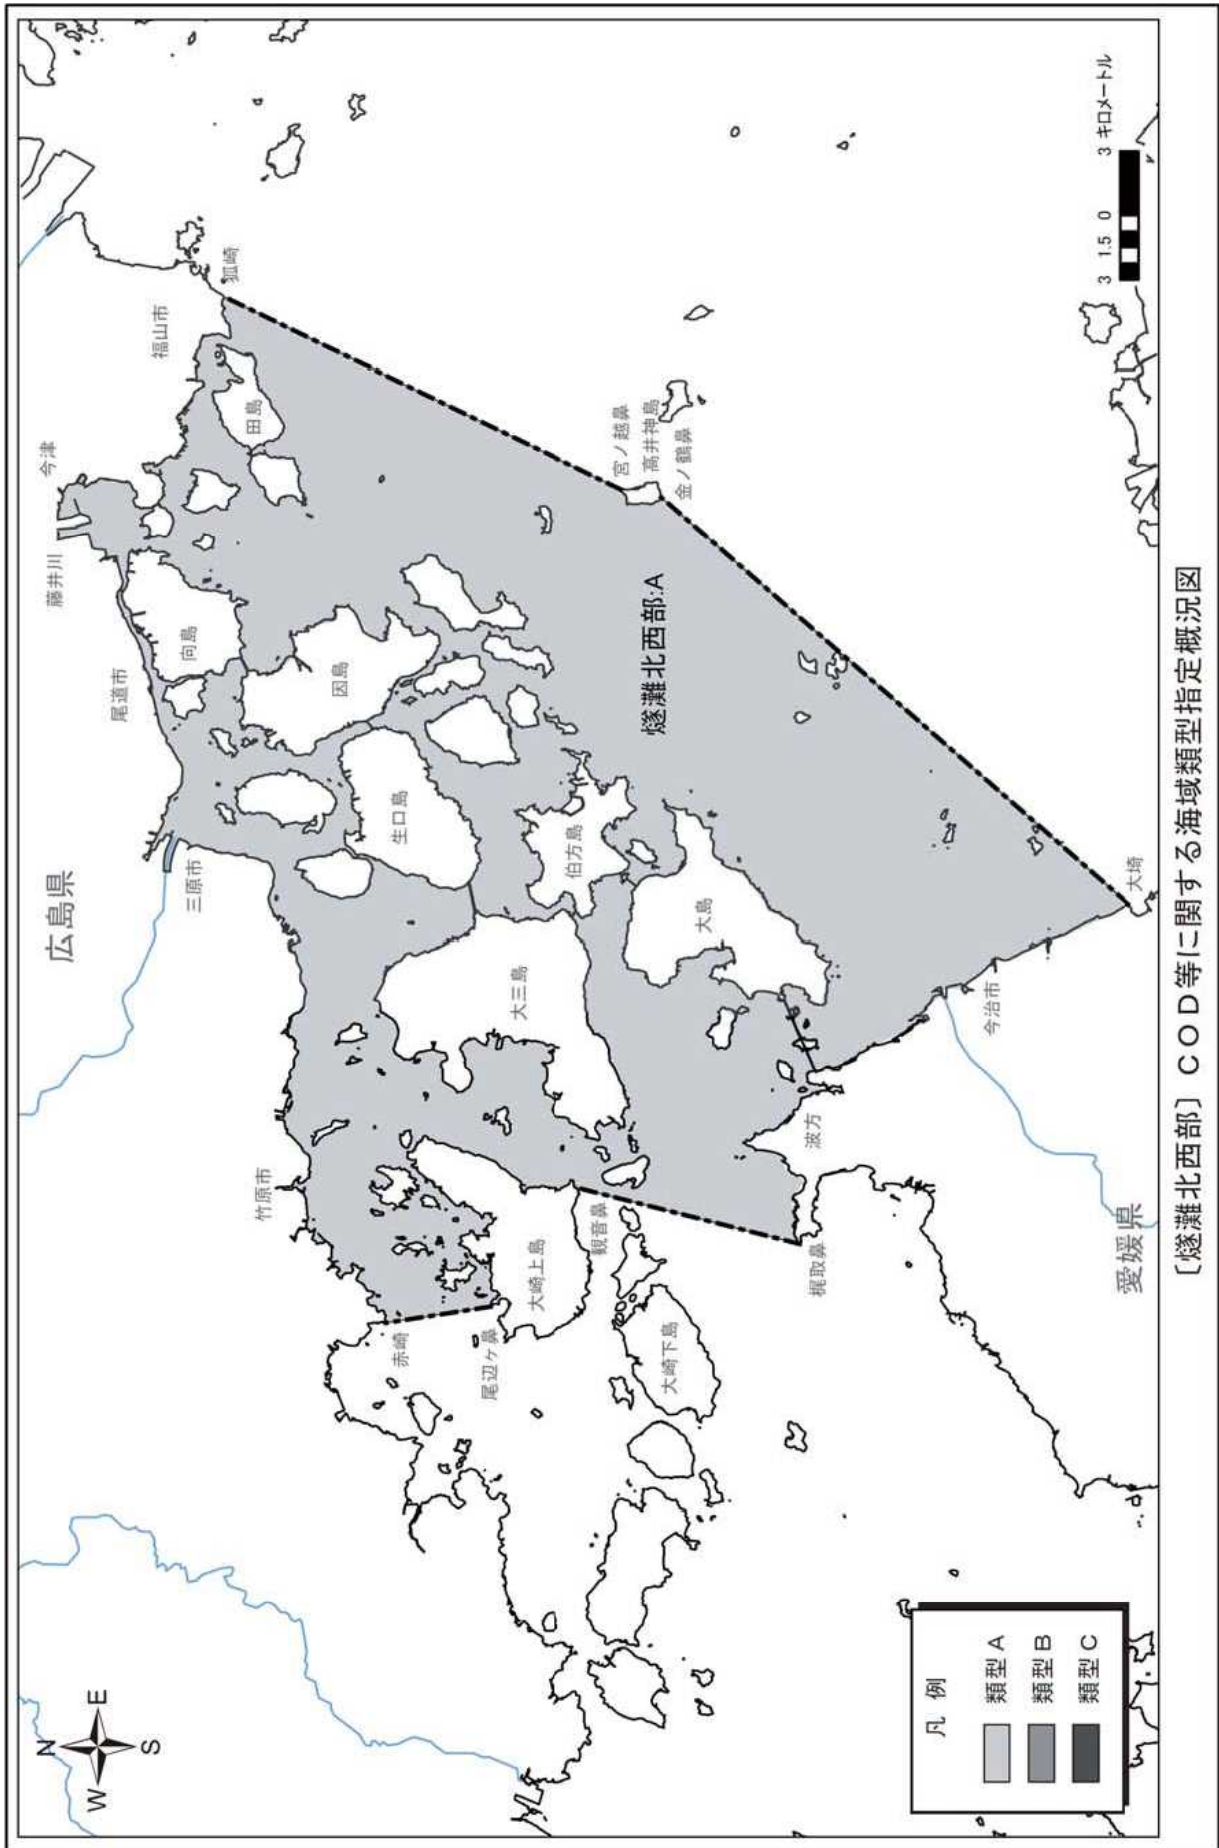 N
W
E
S
広島県
藤井川
今津
尾道市
福山市
狐崎
三原市
向島
田島
竹原市
因島
赤崎
生口島
尾辺ヶ鼻
大崎上島
大三島
伯方島
観音鼻
宮ノ越鼻
高井神島
金ノ鶴鼻
燧灘北西部:A
大崎下島
大島
梶取鼻
波方
今治市
大埼
愛媛県
凡 例
類型 A
類型 B
類型 C
3 1.5 0 3 キロメートル
〔燧灘北西部〕 COD等に関する海域類型指定概況図